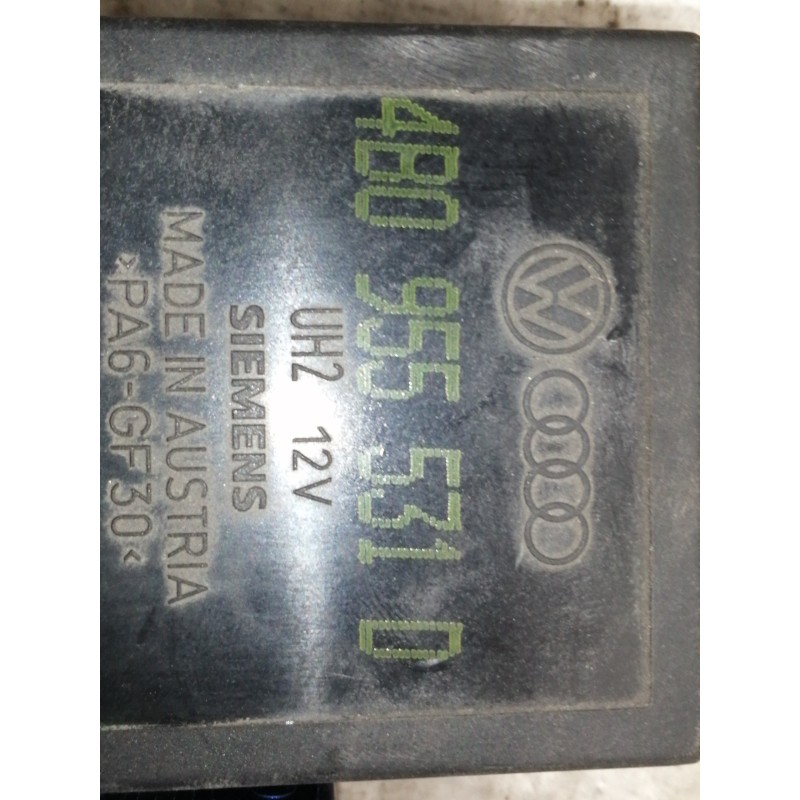 4B0 955 531 D
UH2 12V
SIEMENS
MADE IN AUSTRIA
>PA6-GF30<